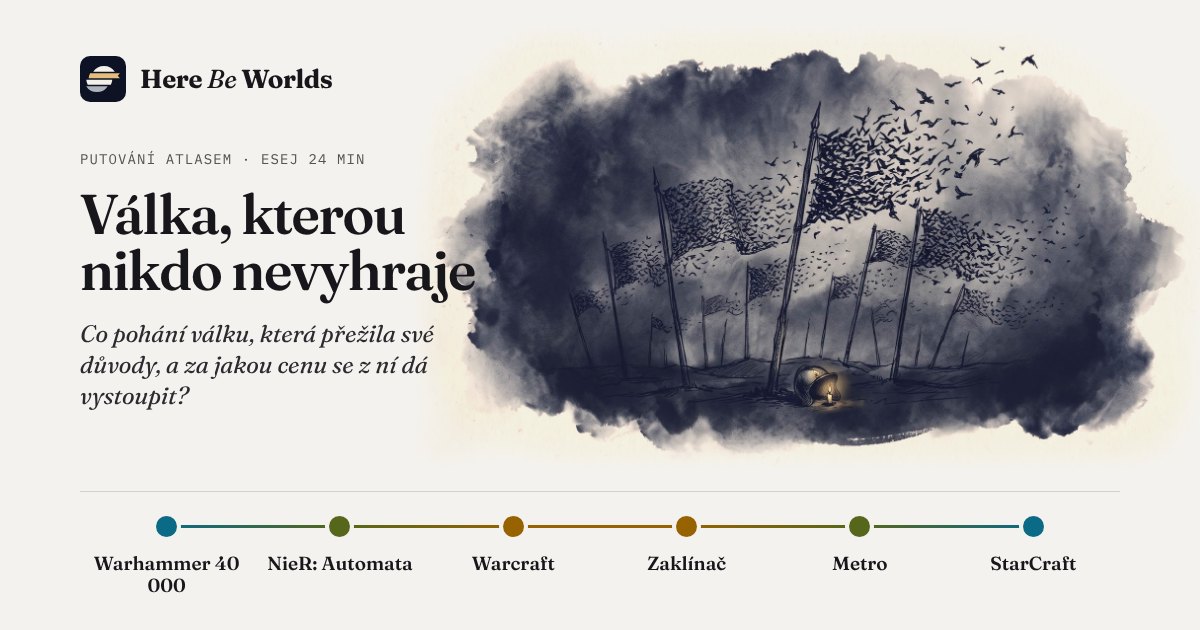 Here Be Worlds
PUTOVÁNÍ ATLASEM · ESEJ 24 MIN
Válka, kterou
nikdo nevyhraje
Co pohání válku, která přežila své
důvody, a za jakou cenu se z ní dá
vystoupit?
Warhammer 40
000
NieR: Automata
Warcraft
Zaklínač
Metro
StarCraft